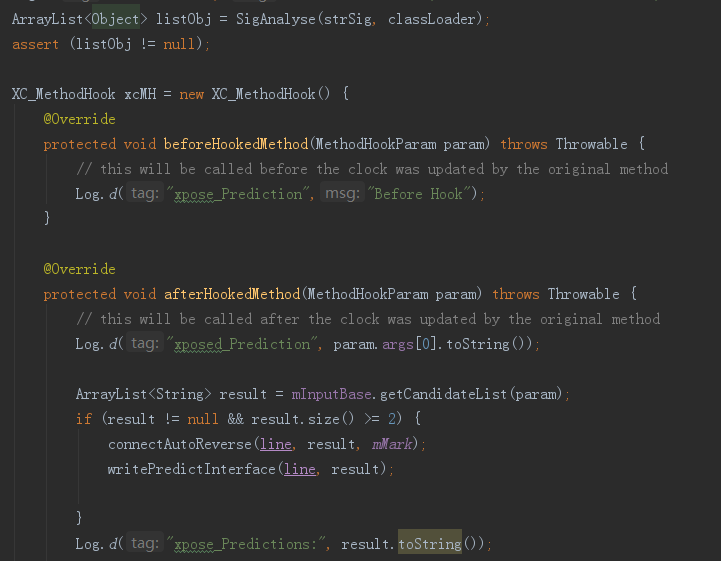 ArrayList<Object> listObj = SigAnalyse(strSig, classLoader);
assert (listObj != null);
XC_MethodHook xcMH = new XC_MethodHook() {
@Override
protected void beforeHookedMethod(MethodHookParam param) throws Throwable {
// this will be called before the clock was updated by the original method
Log.d( tag: "xpose_Prediction", msg: "Before Hook");
}
@Override
protected void afterHookedMethod(MethodHookParam param) throws Throwable {
// this will be called after the clock was updated by the original method
Log.d( tag: "xposed_Prediction", param.args[0].toString());
ArrayList<String> result = mInputBase.getCandidateList(param);
if (result != null && result.size() >= 2) {
connectAutoReverse(line, result, mMark);
writePredictInterface(line, result);
}
Log.d( tag: "xpose_Predictions:", result.toString());